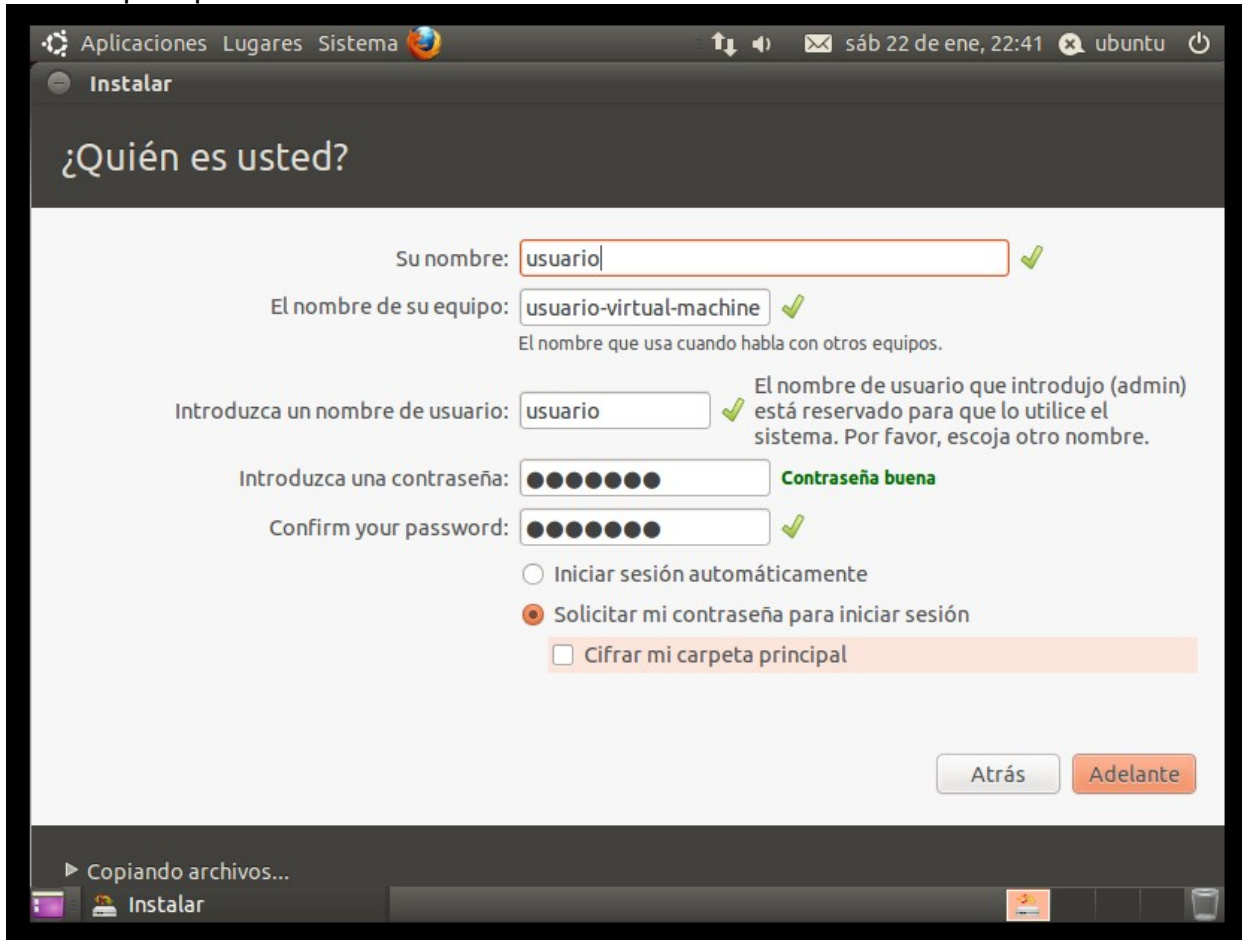 Aplicaciones Lugares Sistema sáb 22 de ene, 22:41 ubuntu
Instalar
¿Quién es usted?
Su nombre: usuario
El nombre de su equipo: usuario-virtual-machine
El nombre que usa cuando habla con otros equipos.
Introduzca un nombre de usuario: usuario
El nombre de usuario que introdujo (admin)
está reservado para que lo utilice el
sistema. Por favor, escoja otro nombre.
Introduzca una contraseña: ●●●●●●● Contraseña buena
Confirm your password: ●●●●●●●
Iniciar sesión automáticamente
Solicitar mi contraseña para iniciar sesión
Cifrar mi carpeta principal
Atrás Adelante
Copiando archivos...
Instalar